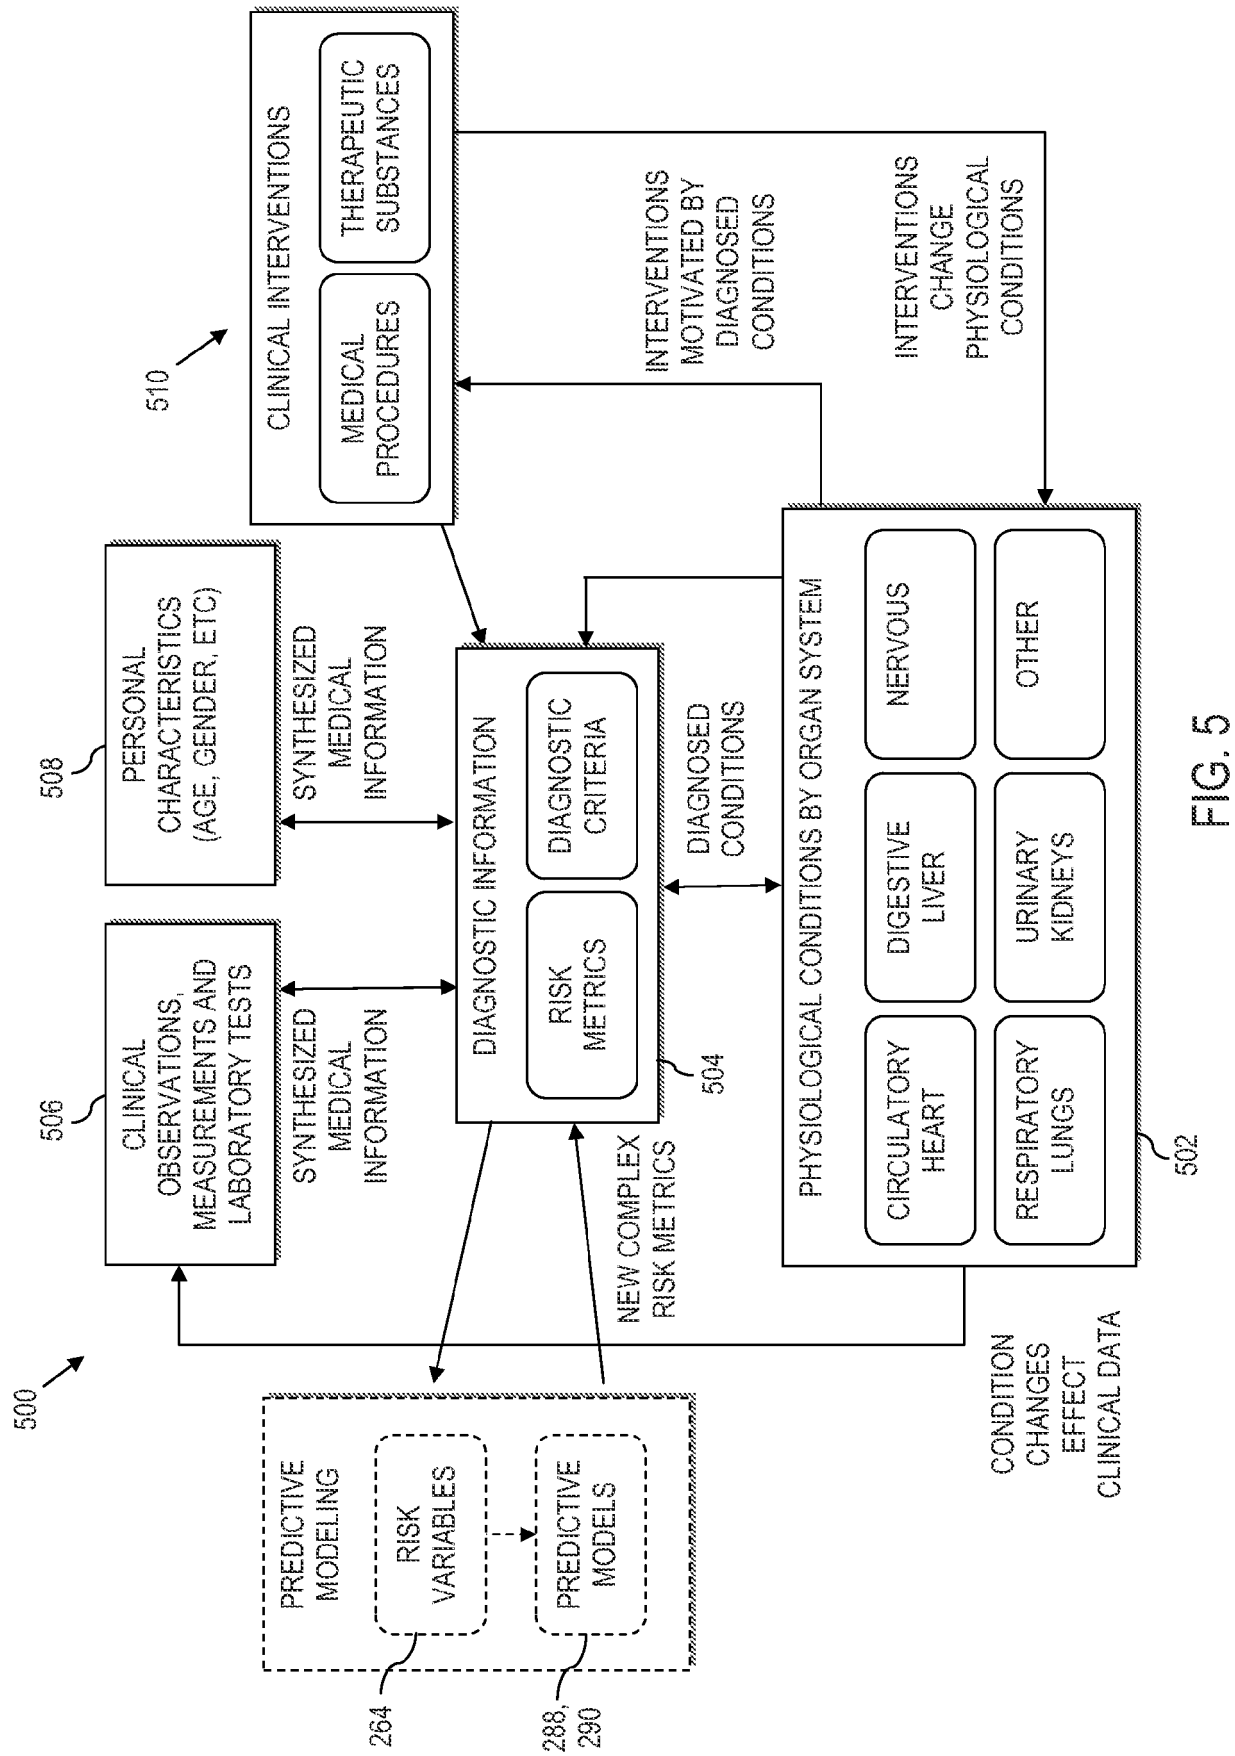 500
506
CLINICAL
OBSERVATIONS,
MEASUREMENTS AND
LABORATORY TESTS
508
PERSONAL
CHARACTERISTICS
(AGE, GENDER, ETC)
510
CLINICAL INTERVENTIONS
MEDICAL
PROCEDURES
THERAPEUTIC
SUBSTANCES
PREDICTIVE
MODELING
RISK
VARIABLES
264
PREDICTIVE
MODELS
288,
290
SYNTHESIZED
MEDICAL
INFORMATION
SYNTHESIZED
MEDICAL
INFORMATION
DIAGNOSTIC INFORMATION
RISK
METRICS
DIAGNOSTIC
CRITERIA
504
NEW COMPLEX
RISK METRICS
DIAGNOSED
CONDITIONS
INTERVENTIONS
MOTIVATED BY
DIAGNOSED
CONDITIONS
INTERVENTIONS
CHANGE
PHYSIOLOGICAL
CONDITIONS
PHYSIOLOGICAL CONDITIONS BY ORGAN SYSTEM
CIRCULATORY
HEART
DIGESTIVE
LIVER
NERVOUS
RESPIRATORY
LUNGS
URINARY
KIDNEYS
OTHER
502
CONDITION
CHANGES
EFFECT
CLINICAL DATA
FIG. 5